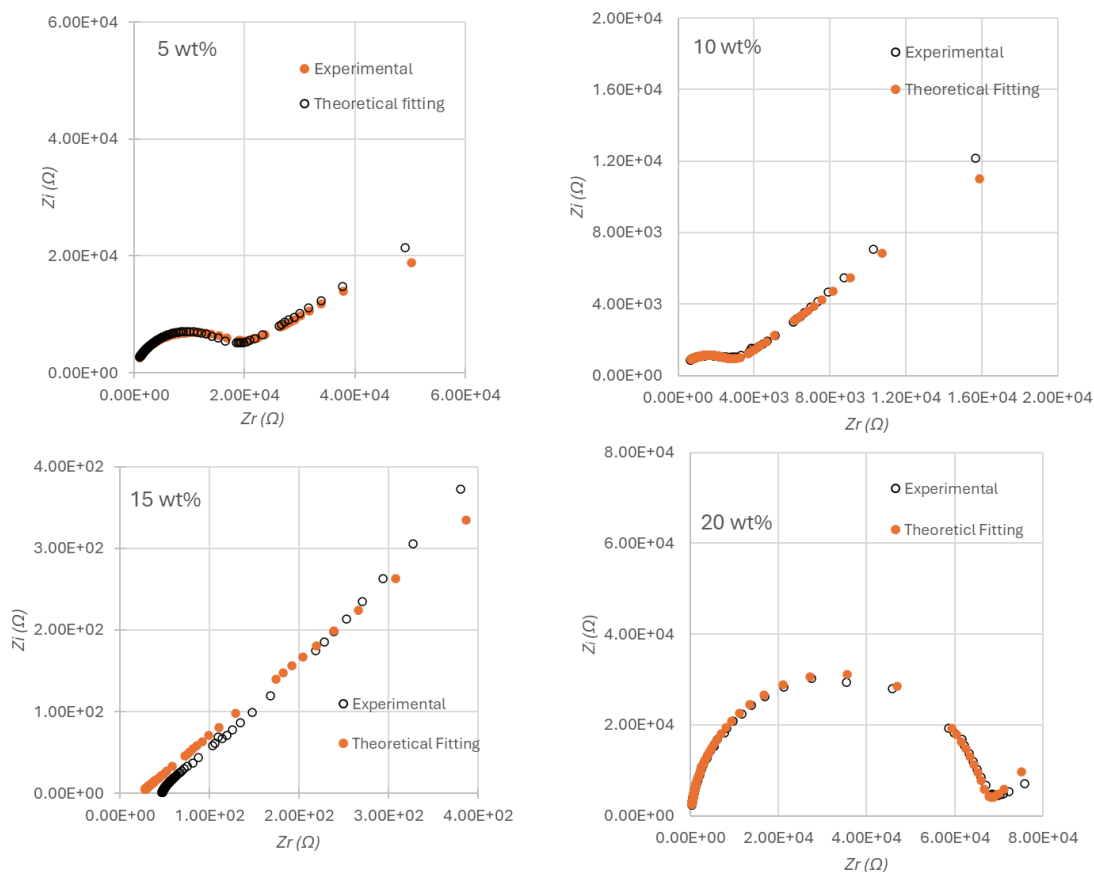 5 wt%
Experimental
Theoretical fitting
6.00E+04
4.00E+04
2.00E+04
0.00E+00
Zi (Ω)
0.00E+00 2.00E+04 4.00E+04 6.00E+04
Zr (Ω)
10 wt%
Experimental
Theoretical Fitting
2.00E+04
1.60E+04
1.20E+04
8.00E+03
4.00E+03
0.00E+00
Zi (Ω)
0.00E+00 4.00E+03 8.00E+03 1.20E+04 1.60E+04 2.00E+04
Zr (Ω)
15 wt%
Experimental
Theoretical Fitting
4.00E+02
3.00E+02
2.00E+02
1.00E+02
0.00E+00
Zi (Ω)
0.00E+00 1.00E+02 2.00E+02 3.00E+02 4.00E+02
Zr (Ω)
20 wt%
Experimental
Theoreticl Fitting
8.00E+04
6.00E+04
4.00E+04
2.00E+04
0.00E+00
Zi (Ω)
0.00E+00 2.00E+04 4.00E+04 6.00E+04 8.00E+04
Zr (Ω)